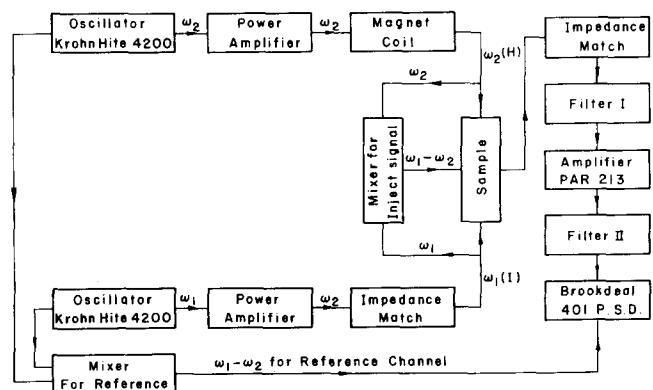 Oscillator
Krohn Hite 4200
ω2
Power
Amplifier
ω2
Magnet
Coil
ω2(H)
Impedance
Match
Filter I
Amplifier
PAR 213
Filter II
Brookdeal
401 P.S.D.
ω2
Mixer for
Inject signal
ω1-ω2
Sample
ω1
ω1(I)
Oscillator
Krohn Hite 4200
ω1
Power
Amplifier
ω2
Impedance
Match
Mixer
For Reference
ω1-ω2 for Reference Channel